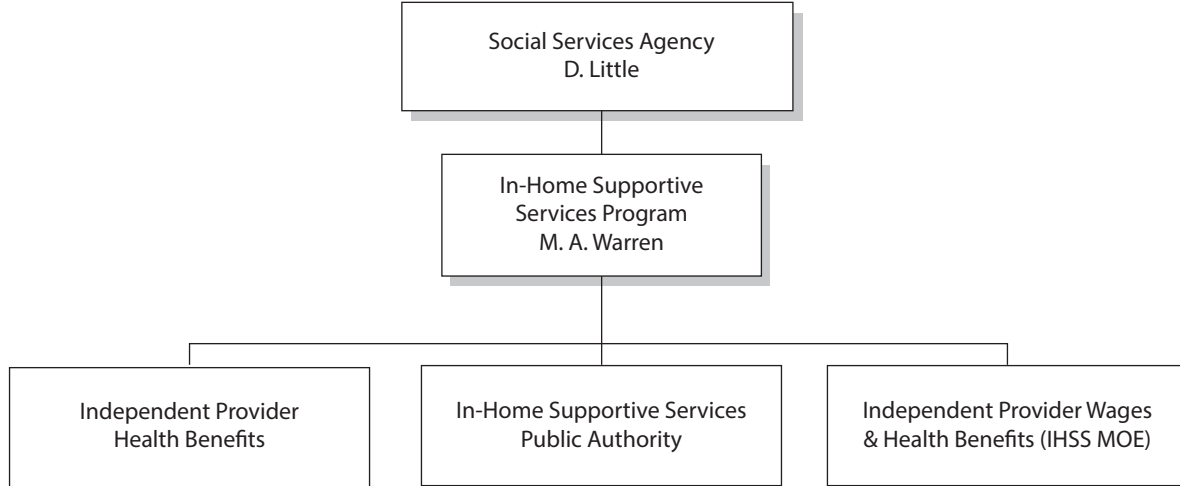 Social Services Agency
D. Little
In-Home Supportive
Services Program
M. A. Warren
Independent Provider
Health Benefits
In-Home Supportive Services
Public Authority
Independent Provider Wages
& Health Benefits (IHSS MOE)